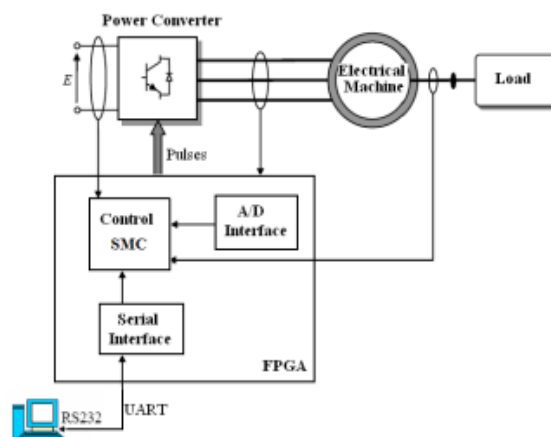 Power Converter
E
Electrical
Machine
Load
Pulses
Control
SMC
A/D
Interface
Serial
Interface
FPGA
RS232
UART